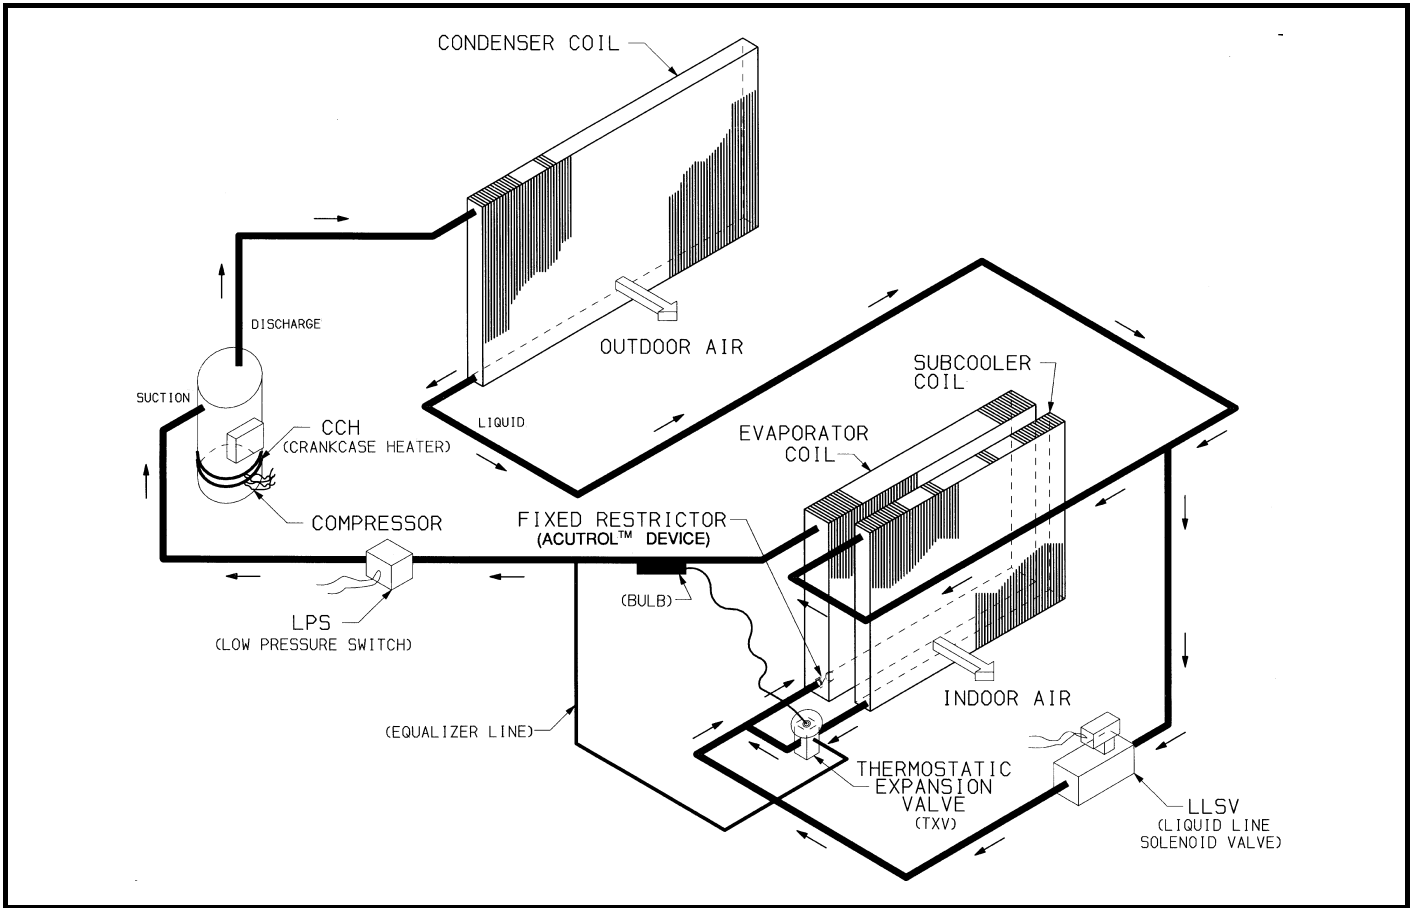 CONDENSER COIL
OUTDOOR AIR
DISCHARGE
SUBCOOLER
COIL
SUCTION
LIQUID
CCH
(CRANKCASE HEATER)
EVAPORATOR
COIL
COMPRESSOR
FIXED RESTRICTOR
(ACUTROL™ DEVICE)
(BULB)
LPS
(LOW PRESSURE SWITCH)
INDOOR AIR
(EQUALIZER LINE)
THERMOSTATIC
EXPANSION
VALVE
(TXV)
LLSV
(LIQUID LINE
SOLENOID VALVE)